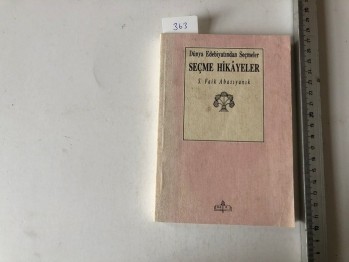 363
Dünya Edebiyatından Seçmeler
SEÇME HİKÂYELER
S. Faik Abasıyanık